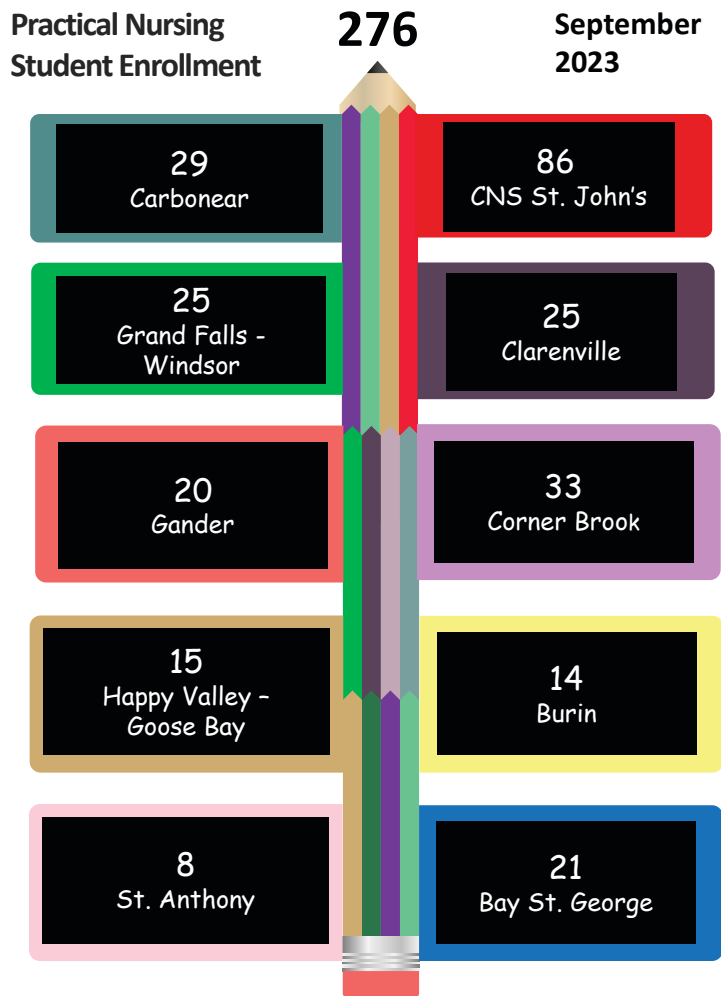 Practical Nursing
Student Enrollment
276
September
2023
29
Carbonear
86
CNS St. John's
25
Grand Falls -
Windsor
25
Clarenville
20
Gander
33
Corner Brook
15
Happy Valley –
Goose Bay
14
Burin
8
St. Anthony
21
Bay St. George